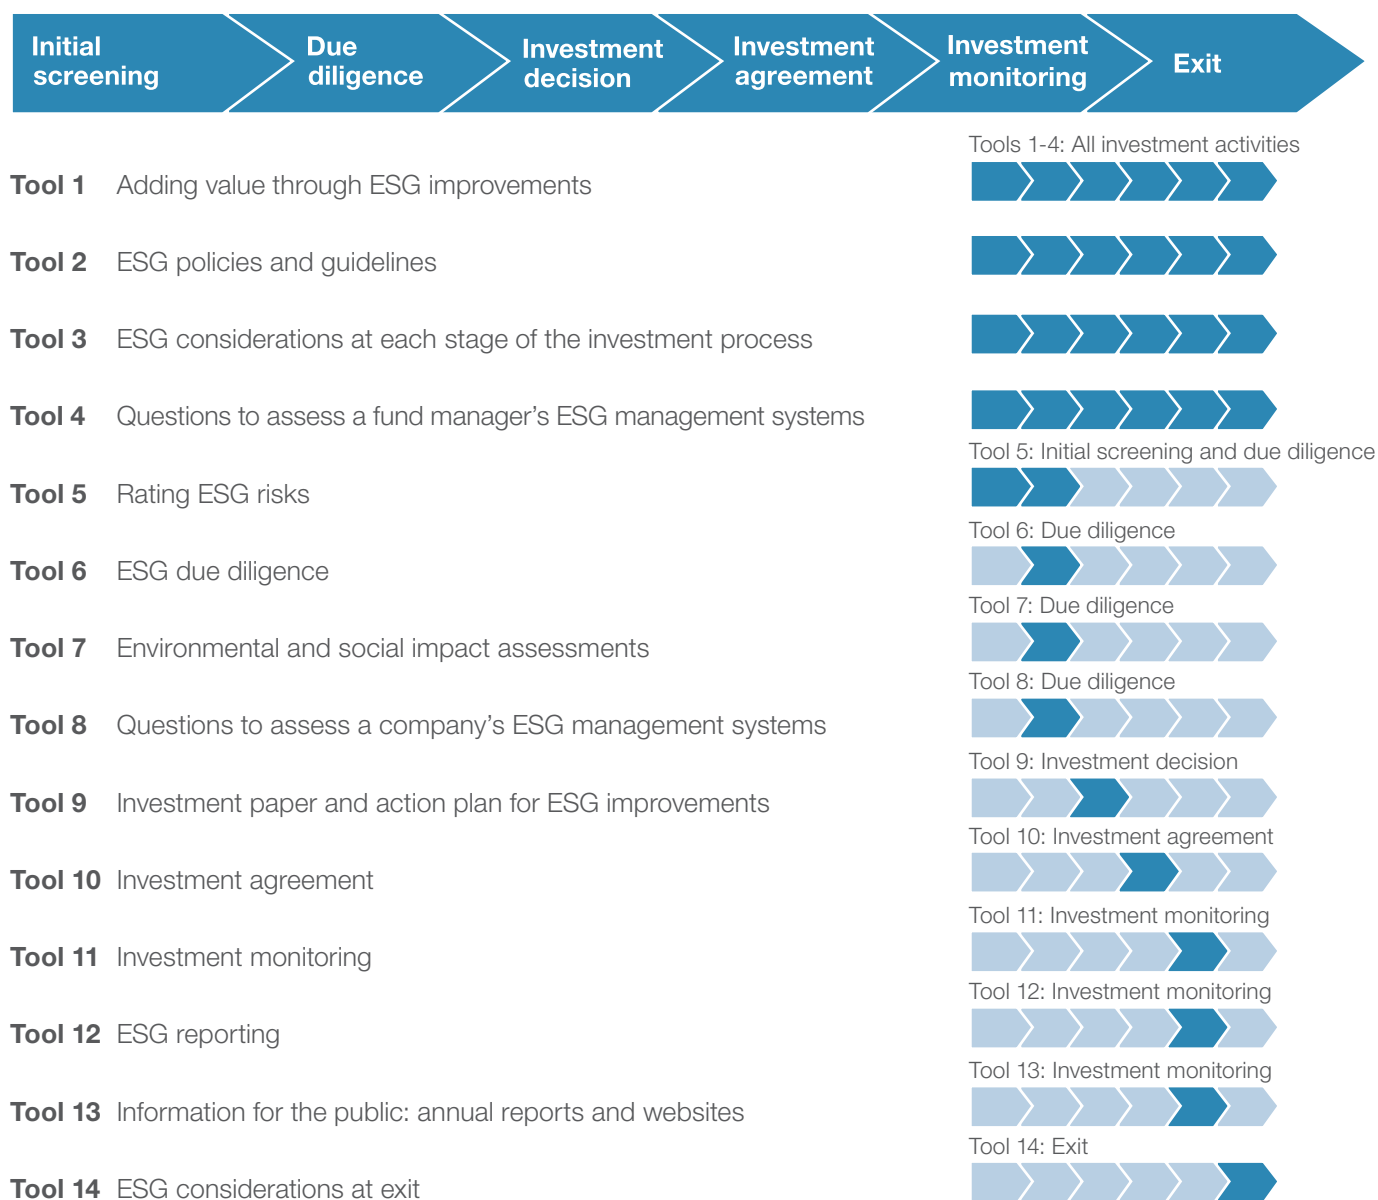 Initial
screening
Due
diligence
Investment
decision
Investment
agreement
Investment
monitoring
Exit
Tools 1-4: All investment activities
Tool 1 Adding value through ESG improvements
Tool 2 ESG policies and guidelines
Tool 3 ESG considerations at each stage of the investment process
Tool 4 Questions to assess a fund manager’s ESG management systems
Tool 5: Initial screening and due diligence
Tool 5 Rating ESG risks
Tool 6: Due diligence
Tool 6 ESG due diligence
Tool 7: Due diligence
Tool 7 Environmental and social impact assessments
Tool 8: Due diligence
Tool 8 Questions to assess a company’s ESG management systems
Tool 9: Investment decision
Tool 9 Investment paper and action plan for ESG improvements
Tool 10: Investment agreement
Tool 10 Investment agreement
Tool 11: Investment monitoring
Tool 11 Investment monitoring
Tool 12: Investment monitoring
Tool 12 ESG reporting
Tool 13: Investment monitoring
Tool 13 Information for the public: annual reports and websites
Tool 14: Exit
Tool 14 ESG considerations at exit